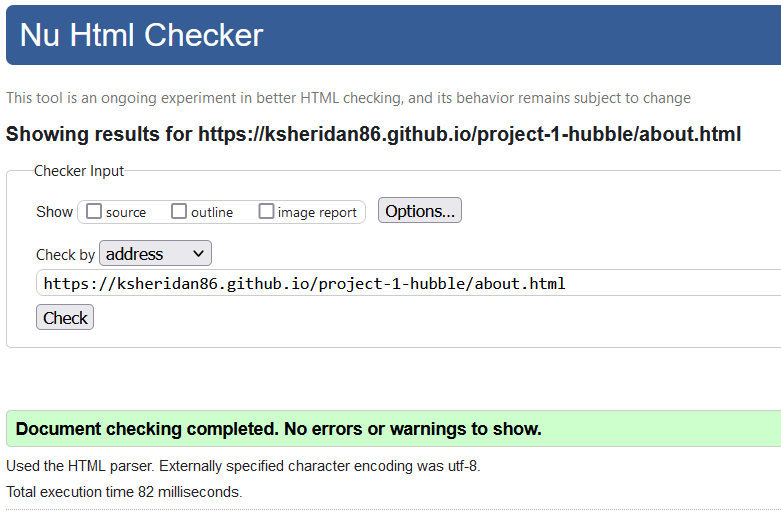 Nu Html Checker
This tool is an ongoing experiment in better HTML checking, and its behavior remains subject to change
Showing results for https://ksheridan86.github.io/project-1-hubble/about.html
Checker Input
Show source outline image report Options...
Check by address
https://ksheridan86.github.io/project-1-hubble/about.html
Check
Document checking completed. No errors or warnings to show.
Used the HTML parser. Externally specified character encoding was utf-8.
Total execution time 82 milliseconds.